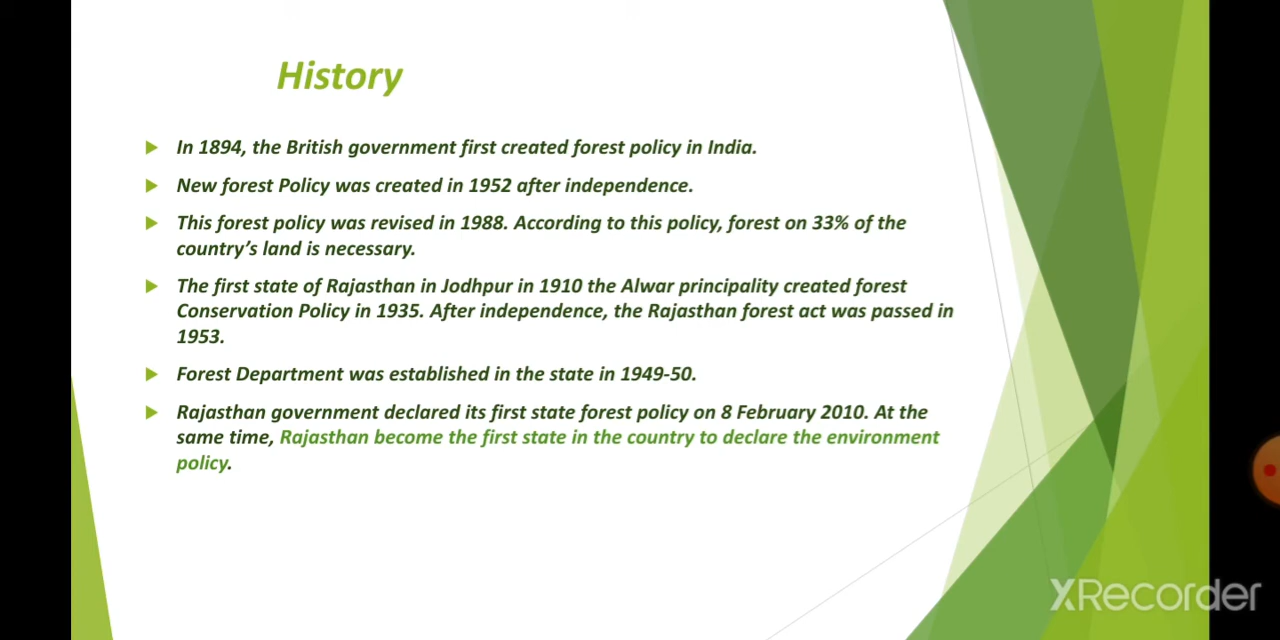 History
In 1894, the British government first created forest policy in India.
New forest Policy was created in 1952 after independence.
This forest policy was revised in 1988. According to this policy, forest on 33% of the
country's land is necessary.
The first state of Rajasthan in Jodhpur in 1910 the Alwar principality created forest
Conservation Policy in 1935. After independence, the Rajasthan forest act was passed in
1953.
Forest Department was established in the state in 1949-50.
Rajasthan government declared its first state forest policy on 8 February 2010. At the
same time, Rajasthan become the first state in the country to declare the environment
policy.
XRecorder